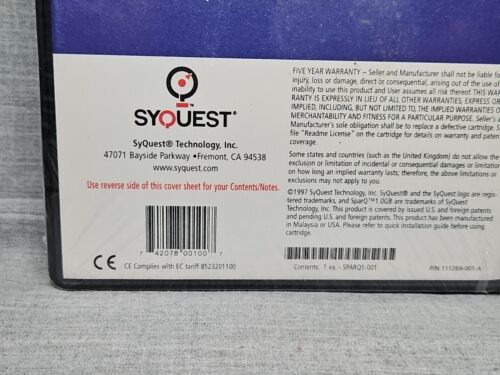 SYQUEST®
SyQuest® Technology, Inc.
47071 Bayside Parkway •Fremont, CA 94538
www.syquest.com
Use reverse side of this cover sheet for your Contents/Notes.
7 42078 00100 7
CE CE Complies with EC tariff 8523201100
FIVE YEAR WARRANTY – Seller and Manufacturer shall not be liable for
injury, loss or damage, direct or consequential, arising out of the use of
inability to use this product and User assumes all risk thereof. THIS WAR-
RANTY IS EXPRESSLY IN LIEU OF ALL OTHER WARRANTIES, EXPRESS OR
IMPLIED, INCLUDING, BUT NOT LIMITED TO, THE IMPLIED WARRANTIES O
MERCHANTABILITY AND FITNESS FOR A PARTICULAR PURPOSE. Seller's a
Manufacturer's sole obligation shall be to replace a defective cartridge. S
file "Readme License" on the cartridge for details on warranty and paten
coverage.
Some states and countries (such as the United Kingdom) do not allow the
exclusion or limitation of incidental or consequential damages or limitation
on how long an implied warranty lasts; therefore, the above limitations or
exclusions may not apply to you.
©1997 SyQuest Technology, Inc. SyQuest® and the SyQuest logo are regis-
tered trademarks, and SparQ™1.0GB are trademarks of SyQuest
Technology, Inc. This product is covered by issued U.S. and foreign patents
and pending U.S. and foreign patents. This product has been manufactured
in Malaysia or USA. Please refer to quick installation guide before using
cartridge.
Contents: 1 ea. - SPARQ1-001
P/N 111269-001.A